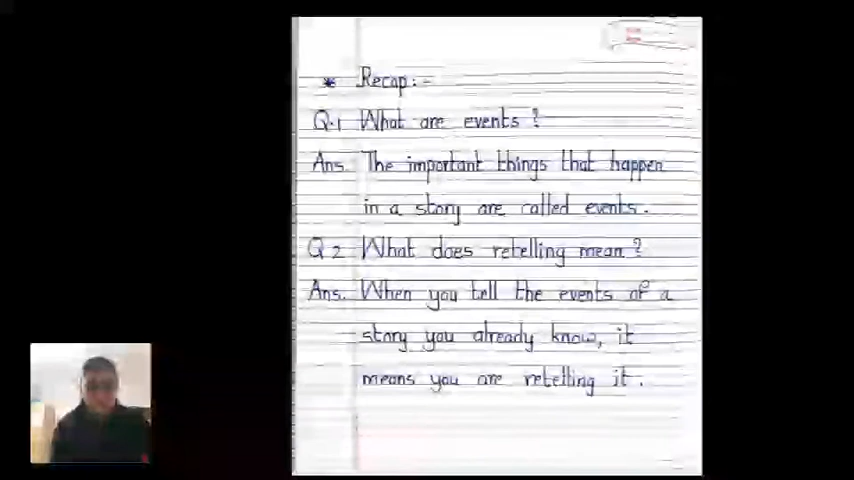 * Recap:-
Q.1 What are events?
Ans. The important things that happen
in a story are called events.
Q 2 What does retelling mean?
Ans. When you tell the events of a
story you already know, it
means you are retelling it.